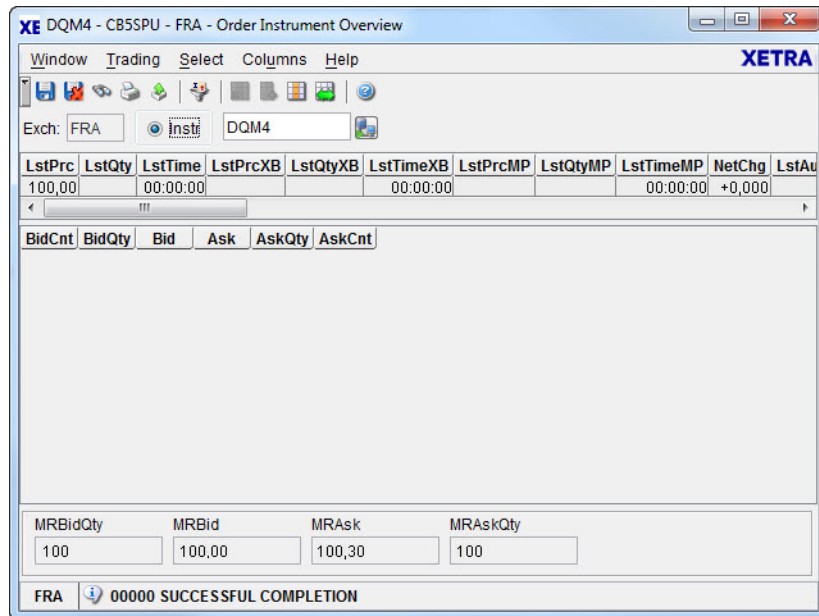 XE DQM4 - CB5SPU - FRA - Order Instrument Overview
Window Trading Select Columns Help XETRA
Exch: FRA Instr DQM4
LstPrc LstQty LstTime LstPrcXB LstQtyXB LstTimeXB LstPrcMP LstQtyMP LstTimeMP NetChg LstAu
100,00 00:00:00 00:00:00 00:00:00 +0,000
BidCnt BidQty Bid Ask AskQty AskCnt
MRBidQty MRBid MRAsk MRAskQty
100 100,00 100,30 100
FRA 00000 SUCCESSFUL COMPLETION